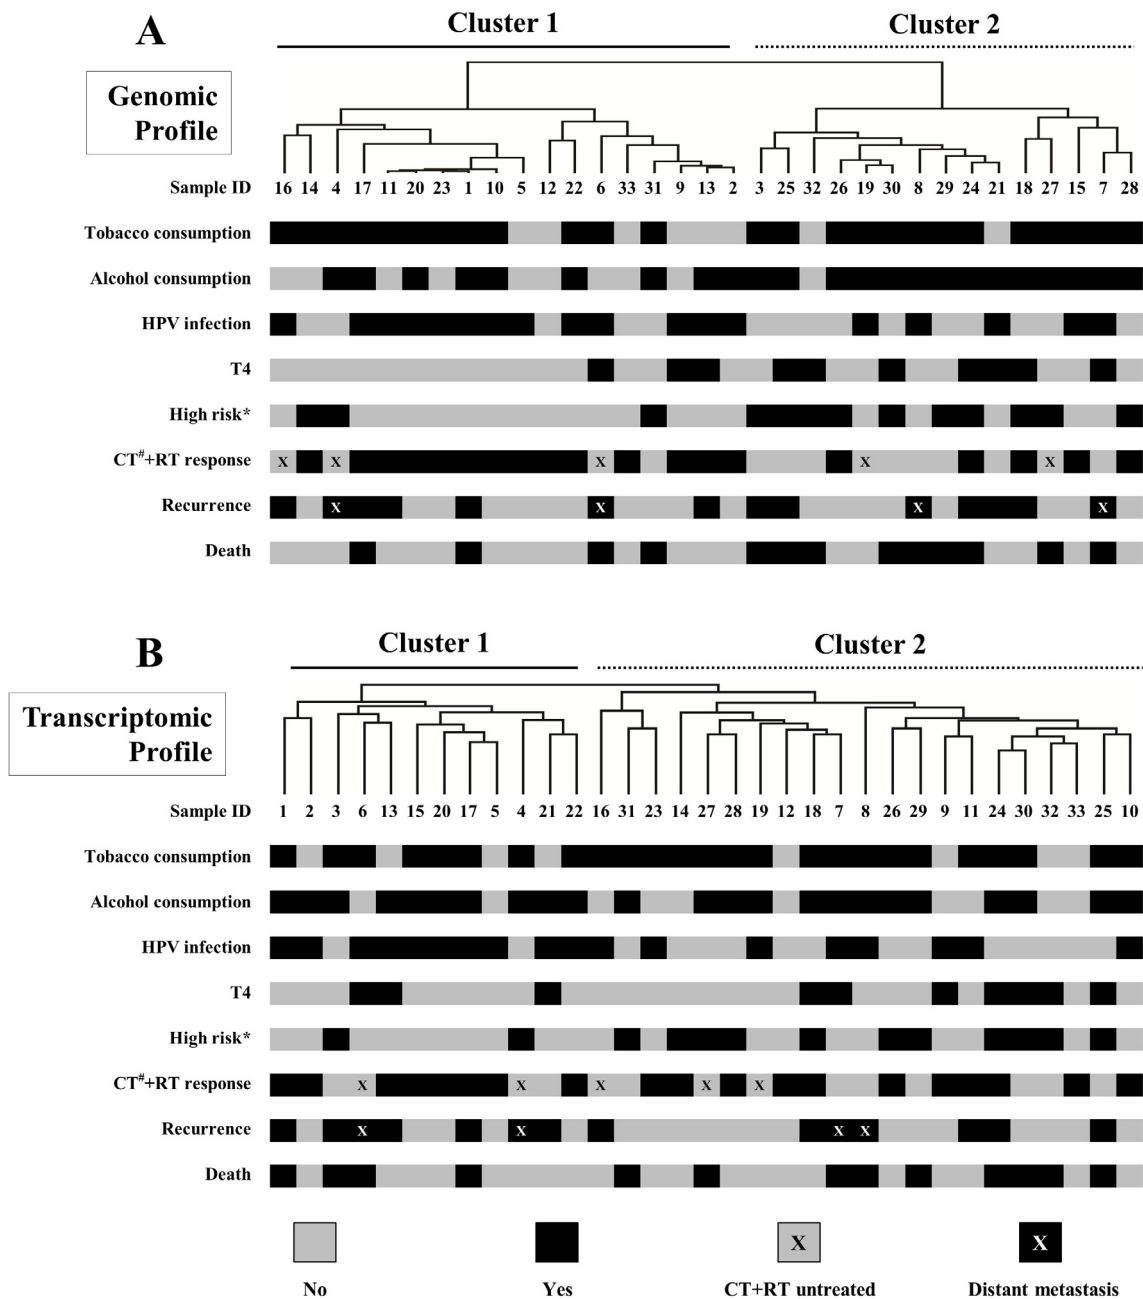 A
Cluster 1
Cluster 2
Genomic
Profile
Sample ID 16 14 4 17 11 20 23 1 10 5 12 22 6 33 31 9 13 2 3 25 32 26 19 30 8 29 24 21 18 27 15 7 28
Tobacco consumption
Alcohol consumption
HPV infection
T4
High risk*
CT#+RT response X X X X X
Recurrence X X X X
Death
B
Cluster 1
Cluster 2
Transcriptomic
Profile
Sample ID 1 2 3 6 13 15 20 17 5 4 21 22 16 31 23 14 27 28 19 12 18 7 8 26 29 9 11 24 30 32 33 25 10
Tobacco consumption
Alcohol consumption
HPV infection
T4
High risk*
CT#+RT response X X X X X
Recurrence X X X X
Death
X X
No Yes CT+RT untreated Distant metastasis